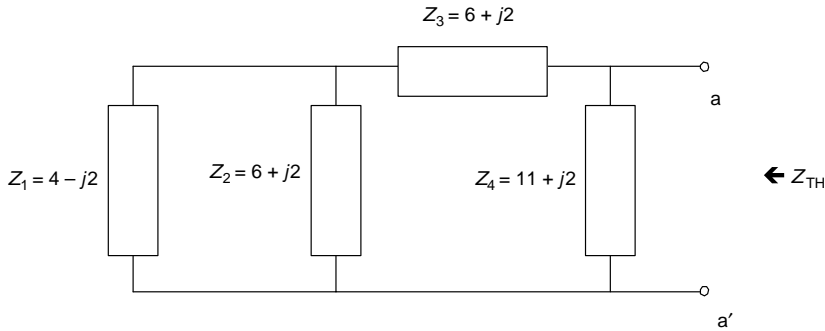 Z3 = 6 + j2
a
Z1 = 4 – j2
Z2 = 6 + j2
Z4 = 11 + j2
🡸 ZTH
a′